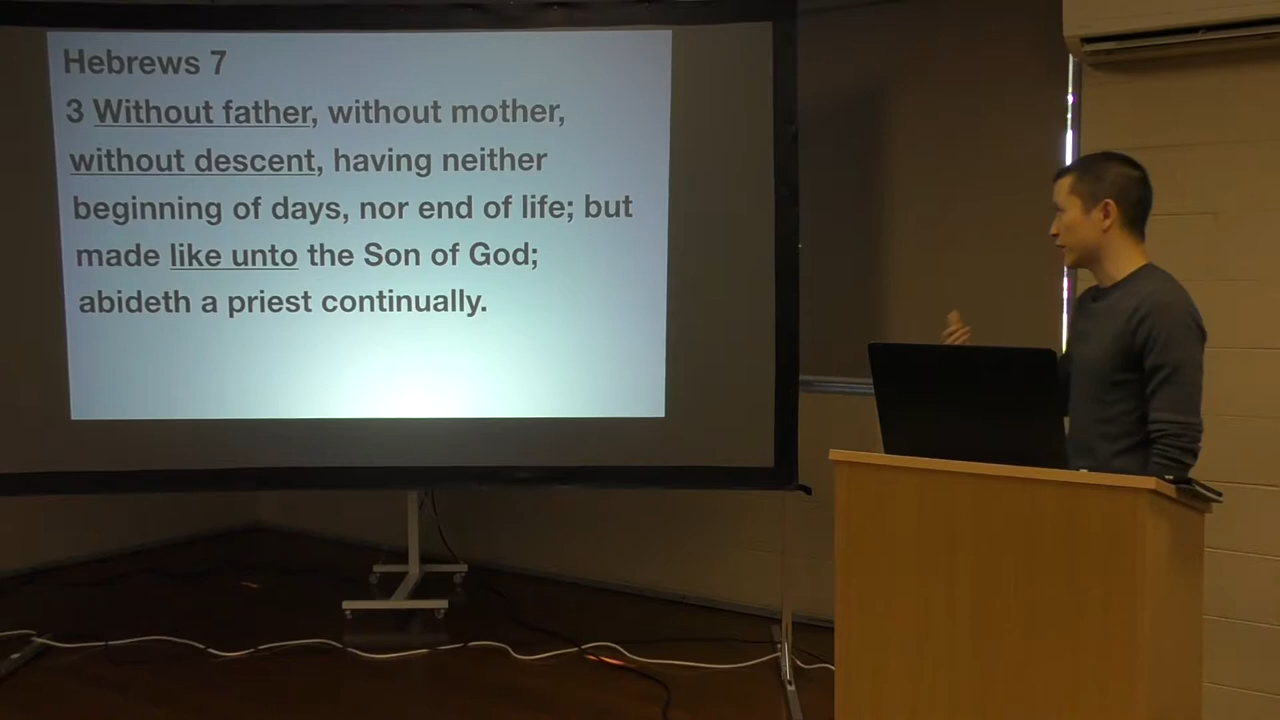 Hebrews 7
3 Without father, without mother,
without descent, having neither
beginning of days, nor end of life; but
made like unto the Son of God;
abideth a priest continually.